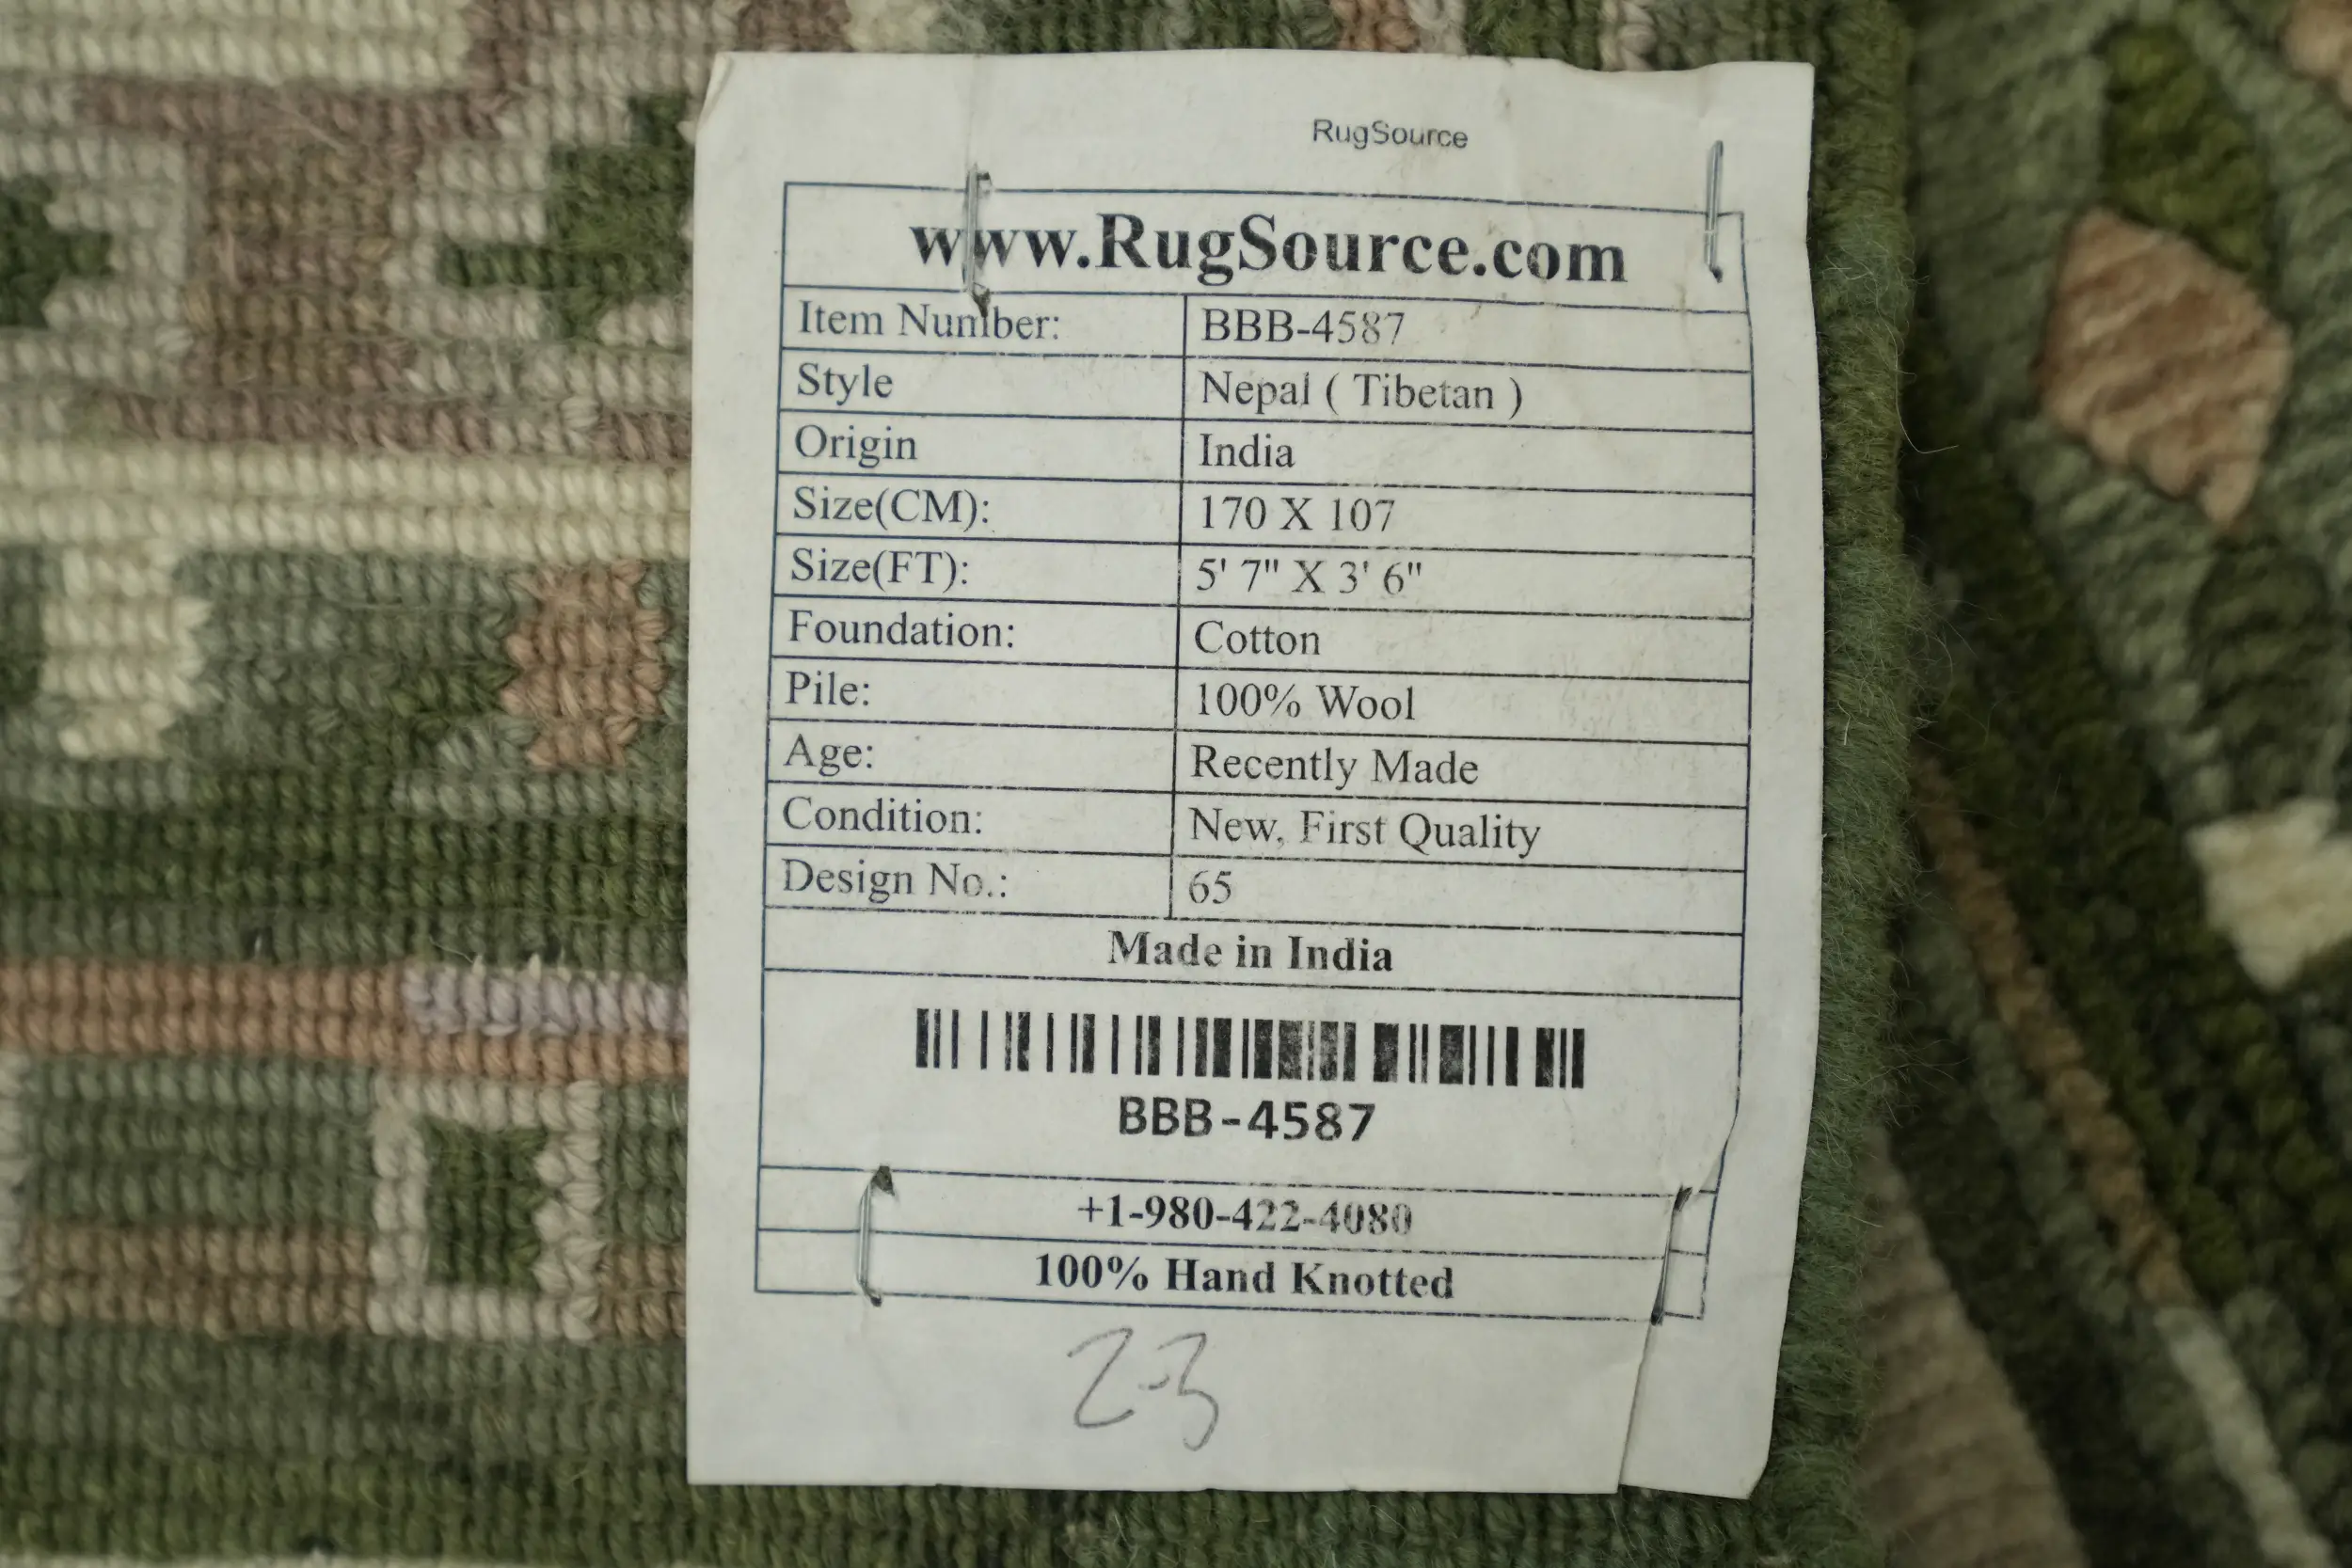 RugSource
www.RugSource.com
Item Number: BBB-4587
Style Nepal ( Tibetan )
Origin India
Size(CM): 170 X 107
Size(FT): 5' 7" X 3' 6"
Foundation: Cotton
Pile: 100% Wool
Age: Recently Made
Condition: New, First Quality
Design No.: 65
Made in India
BBB-4587
+1-980-422-4080
100% Hand Knotted
2-3